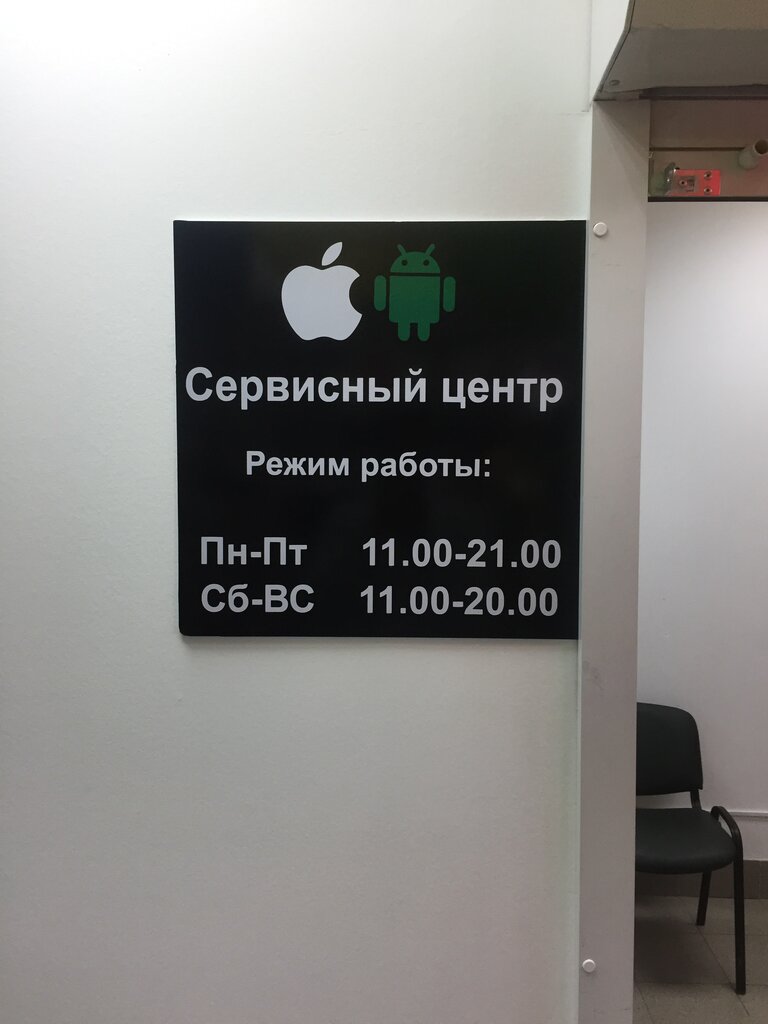 Сервисный центр
Режим работы:
Пн-Пт 11.00-21.00
Сб-ВС 11.00-20.00